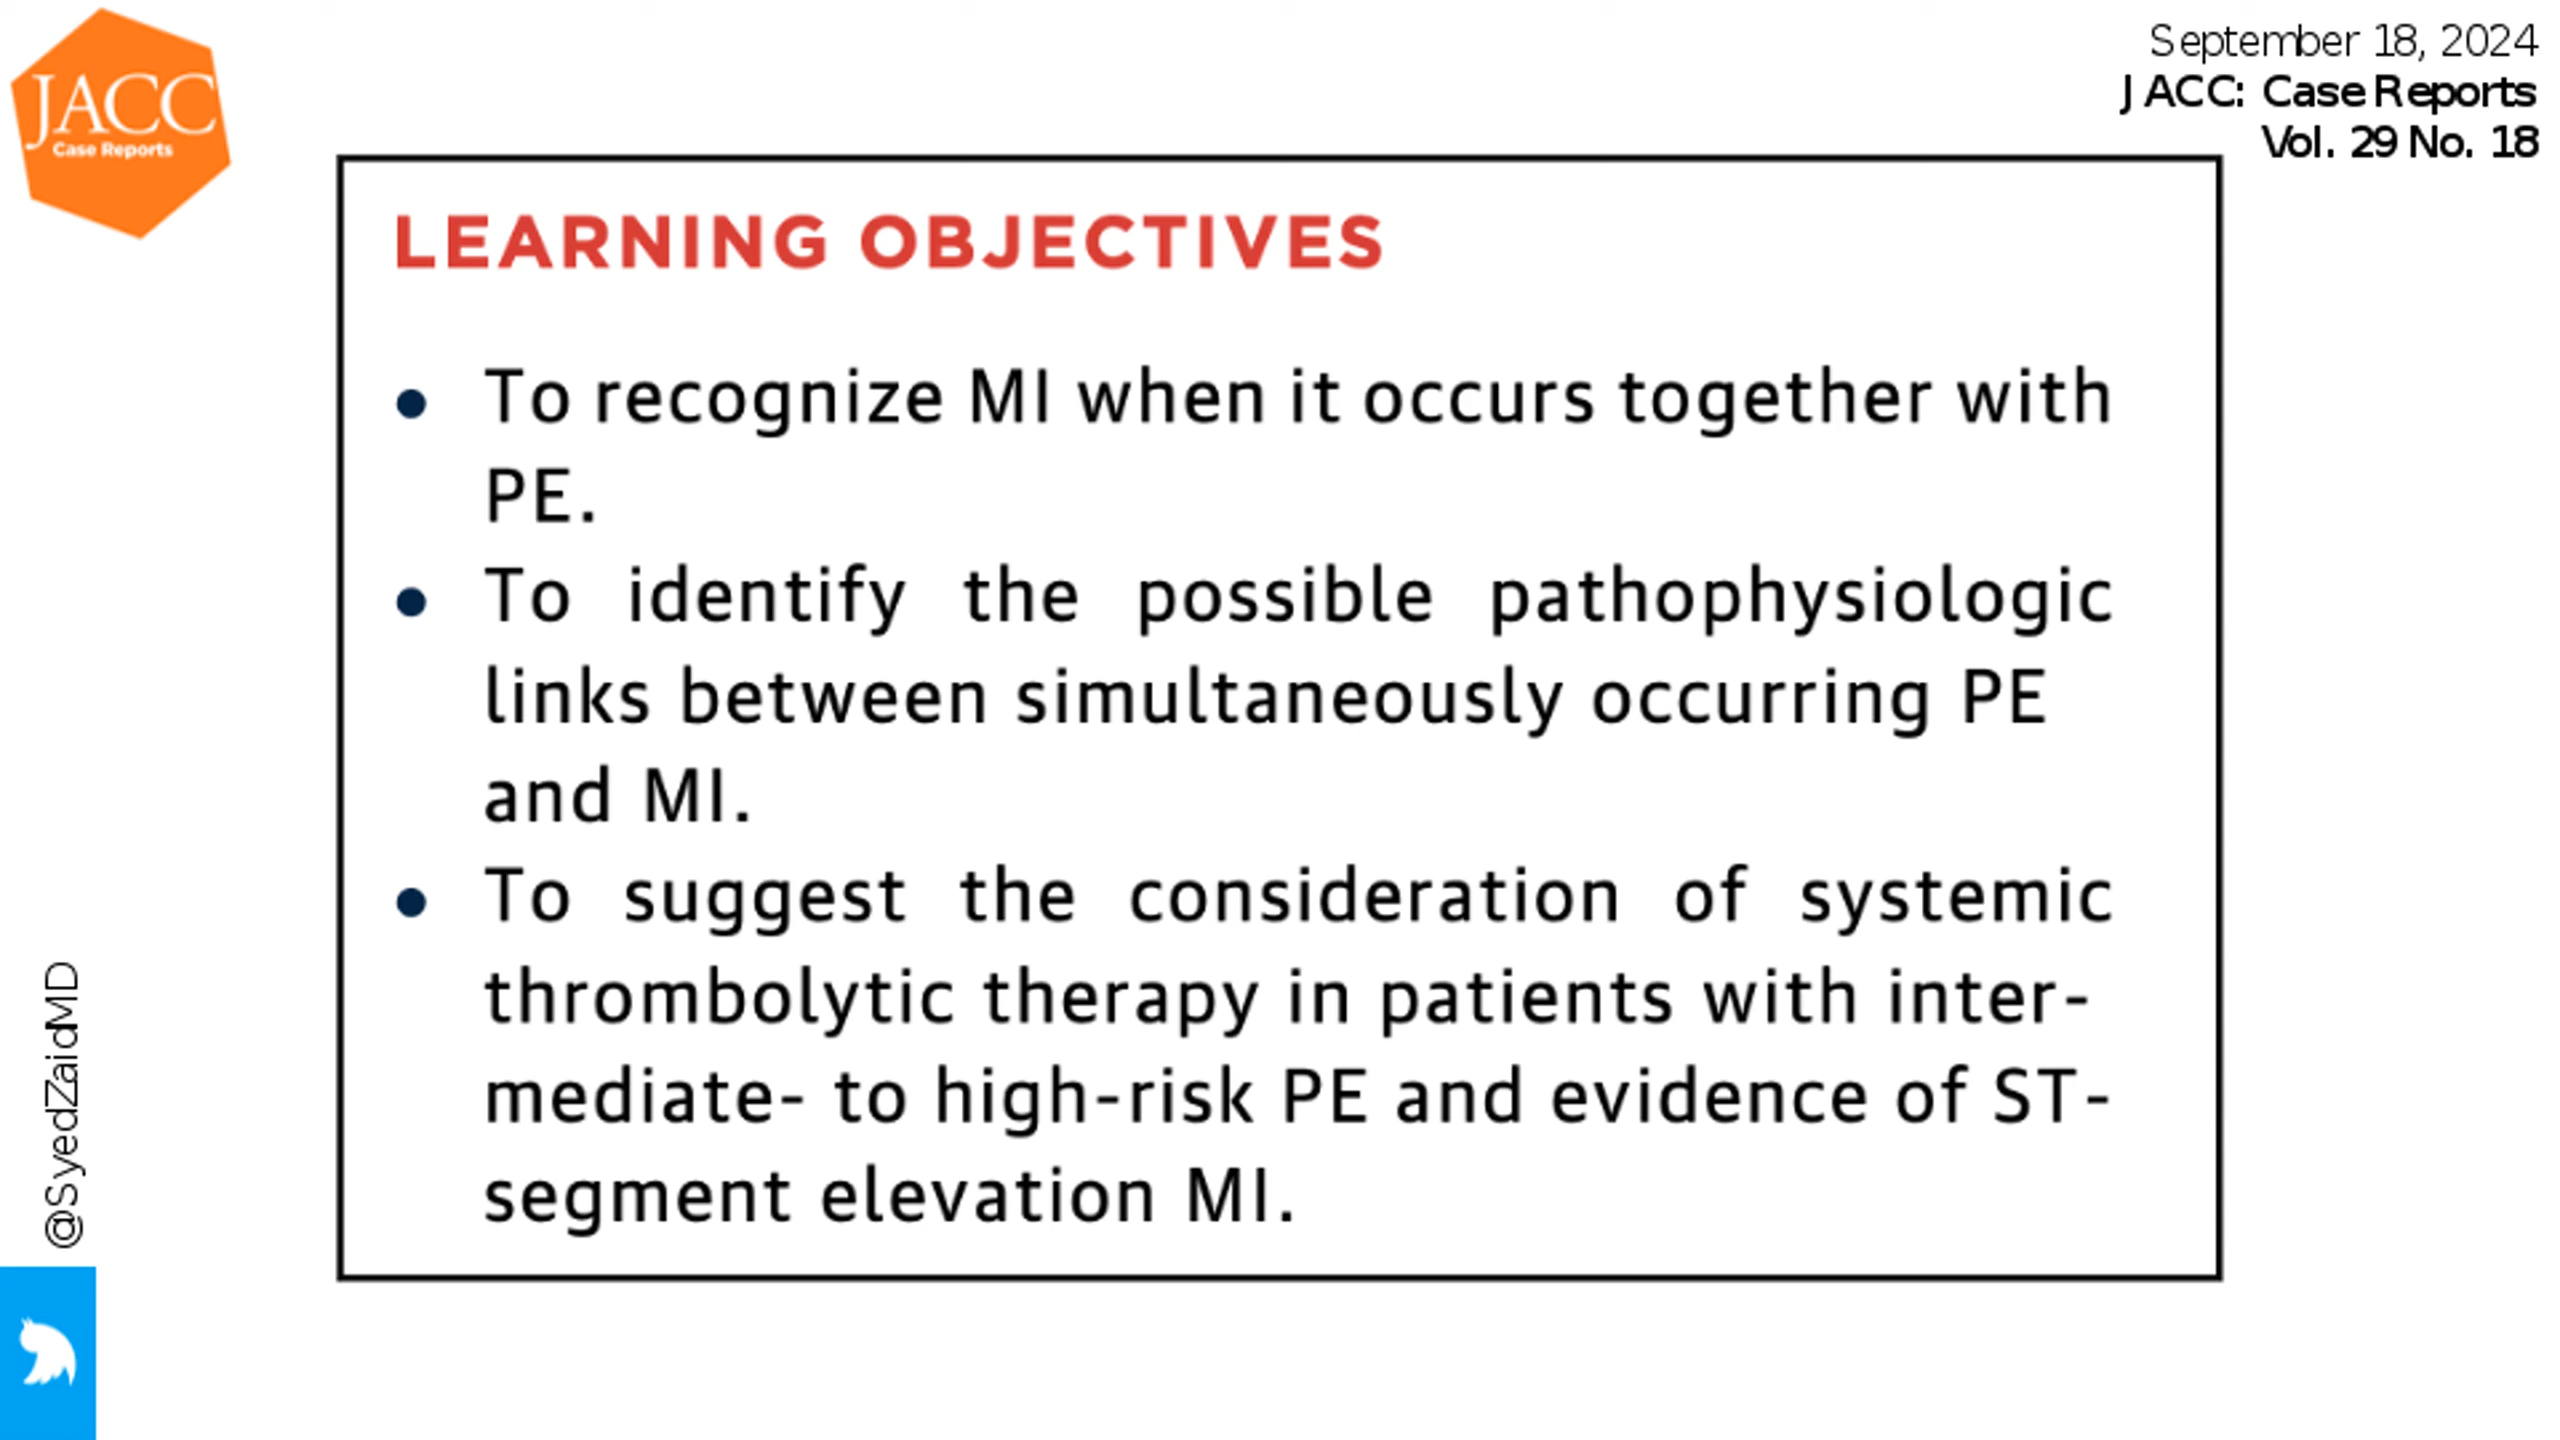 JACC
Case Reports
September 18, 2024
JACC: Case Reports
Vol. 29 No. 18
LEARNING OBJECTIVES
• To recognize MI when it occurs together with
PE.
• To identify the possible pathophysiologic
links between simultaneously occurring PE
and MI.
• To suggest the consideration of systemic
thrombolytic therapy in patients with inter-
mediate- to high-risk PE and evidence of ST-
segment elevation MI.
@SyedZaidMD